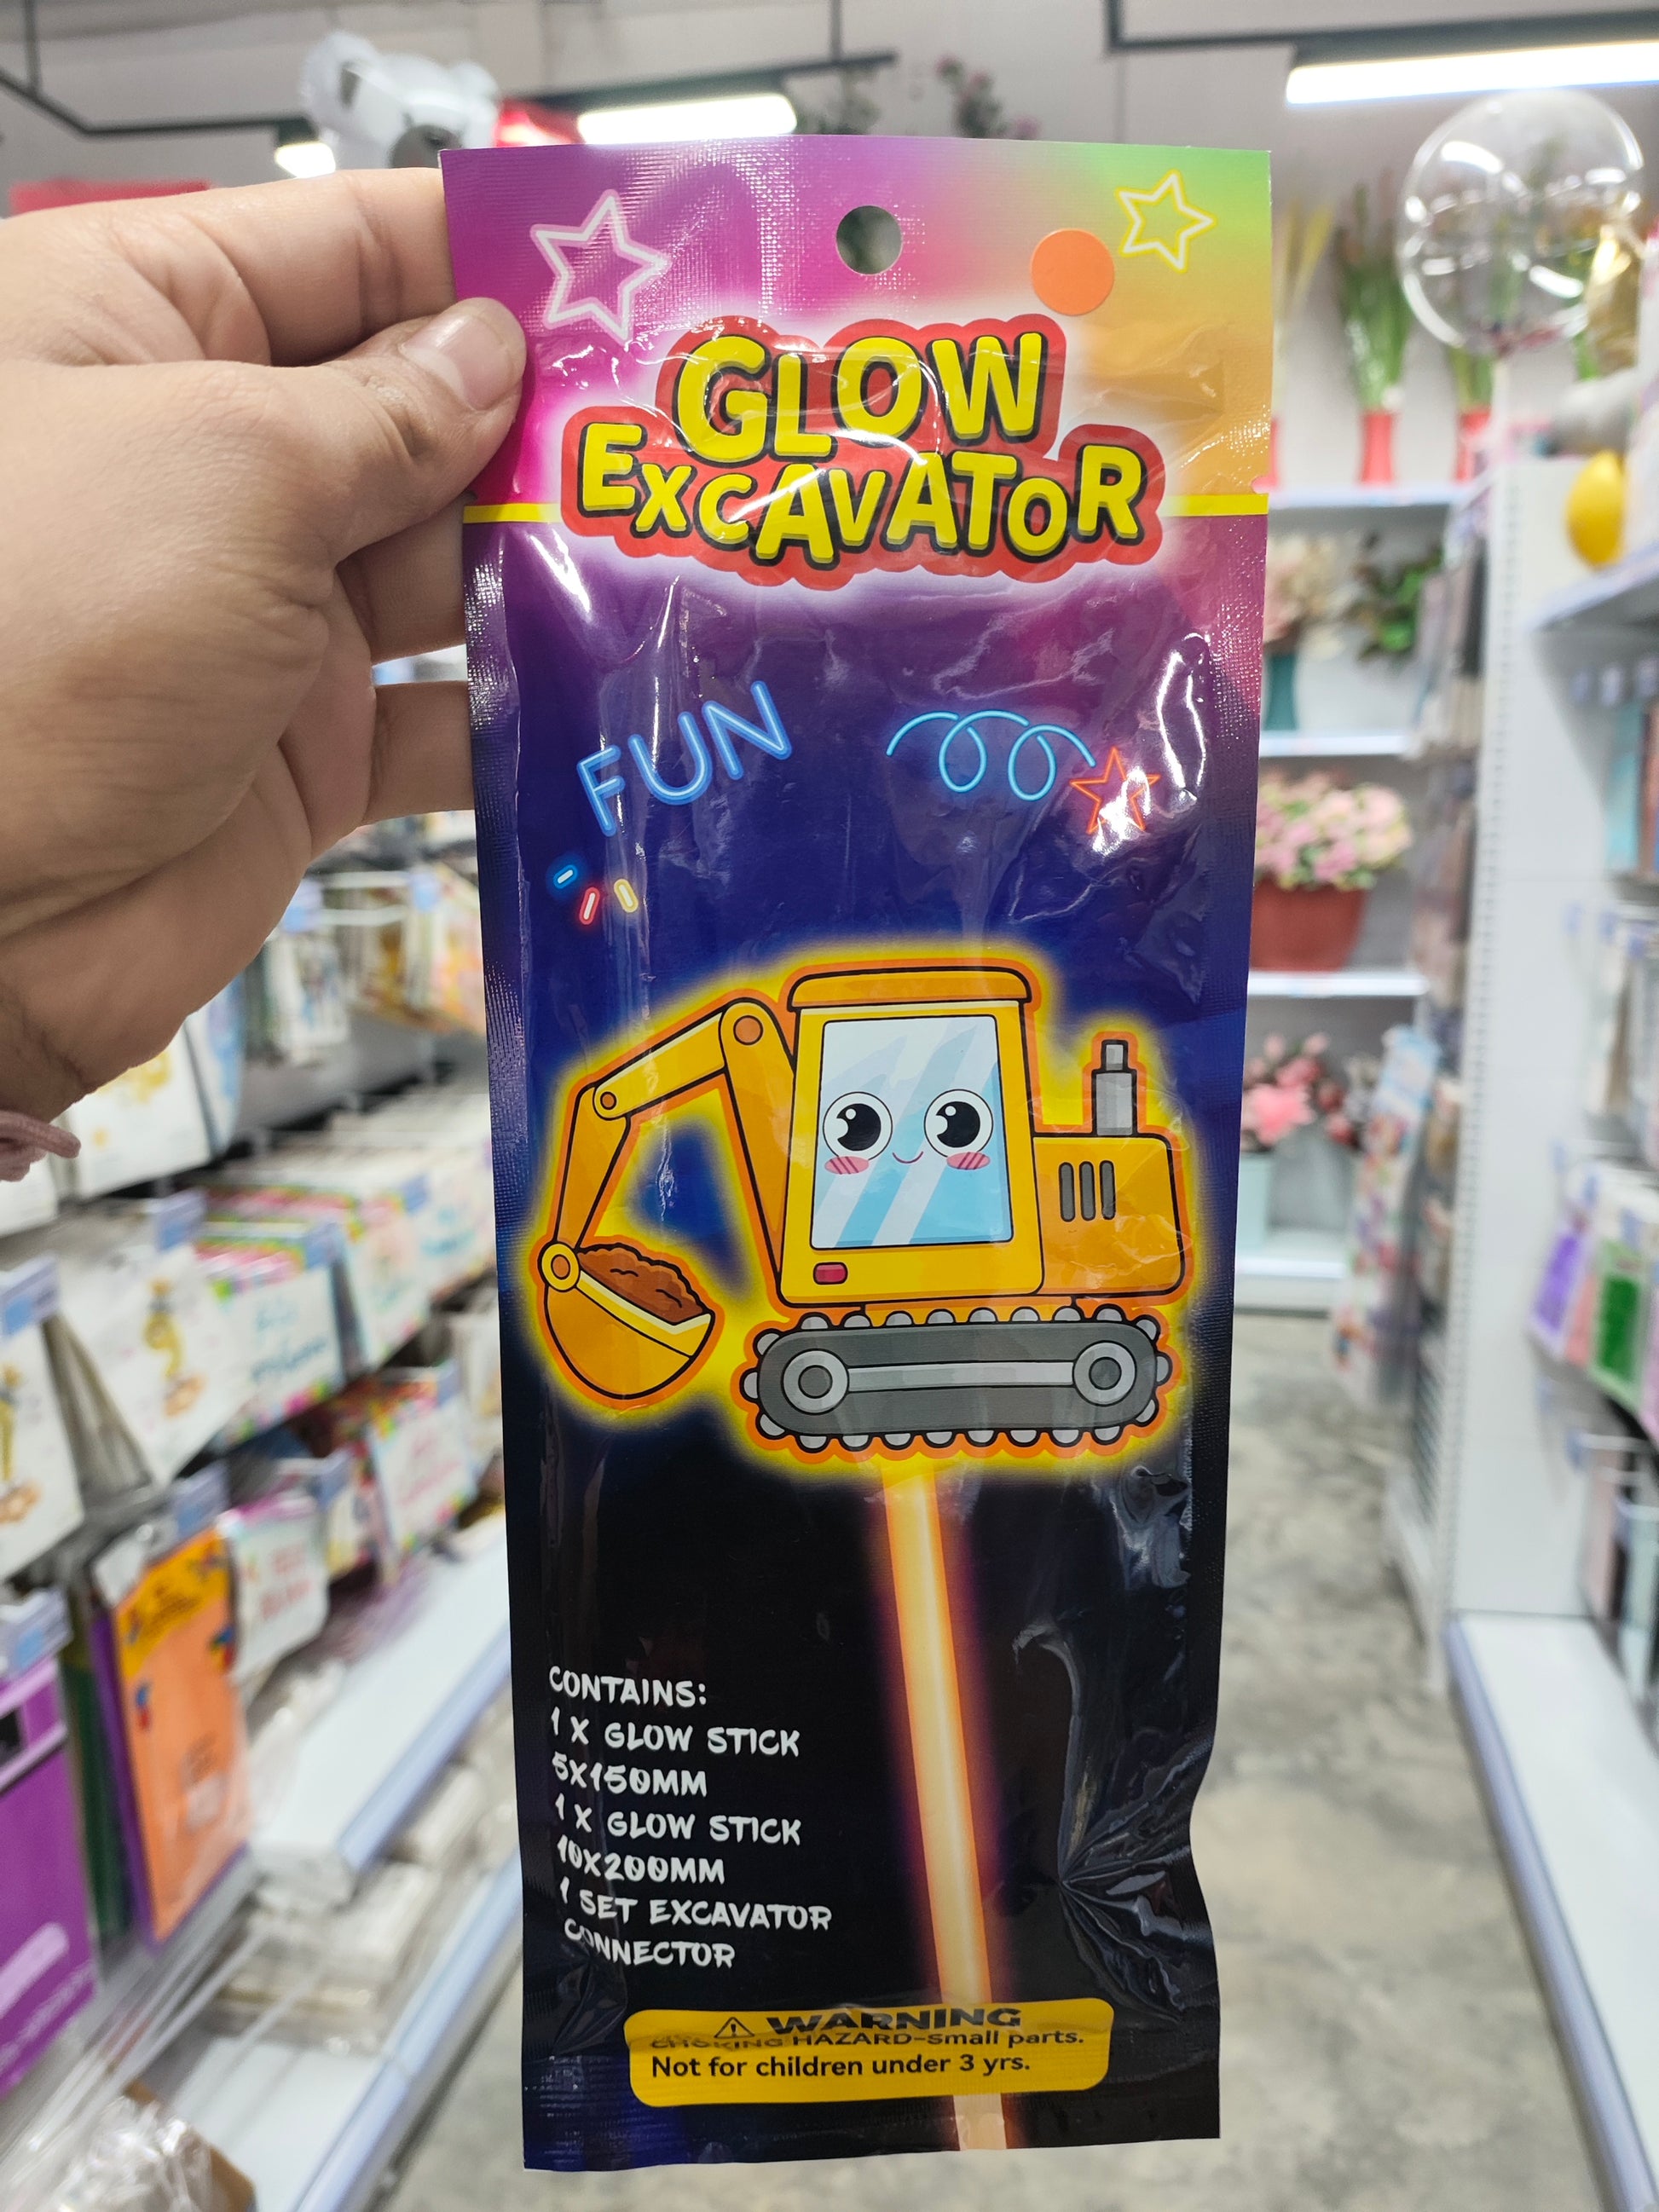 GLOW
EXCAVATOR
FUN
CONTAINS:
1 X GLOW STICK
5X150MM
1 X GLOW STICK
10X200MM
1 SET EXCAVATOR
CONNECTOR
⚠ WARNING
CHOKING HAZARD-Small parts.
Not for children under 3 yrs.